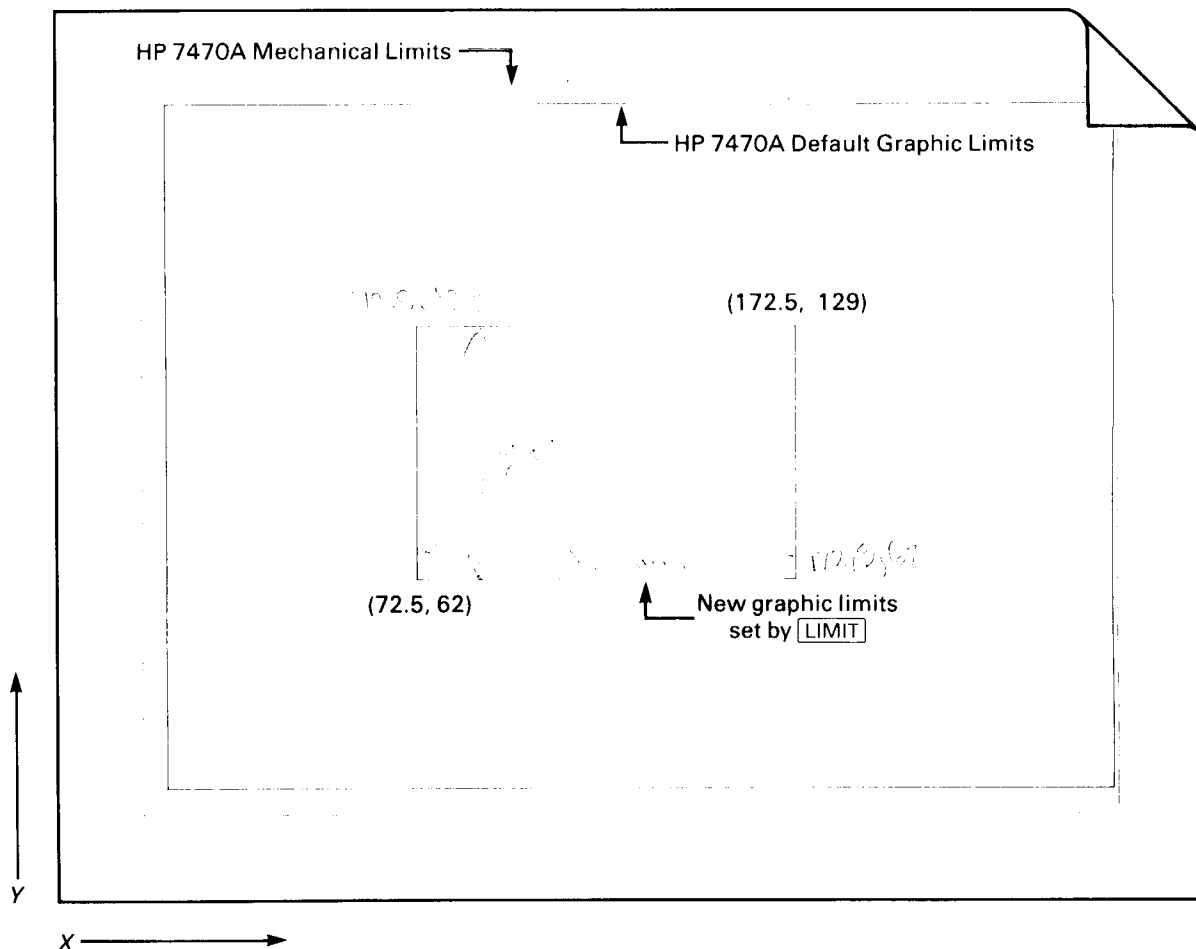 HP 7470A Mechanical Limits
HP 7470A Default Graphic Limits
(172.5, 129)
(72.5, 62)
New graphic limits
set by LIMIT
Y
X